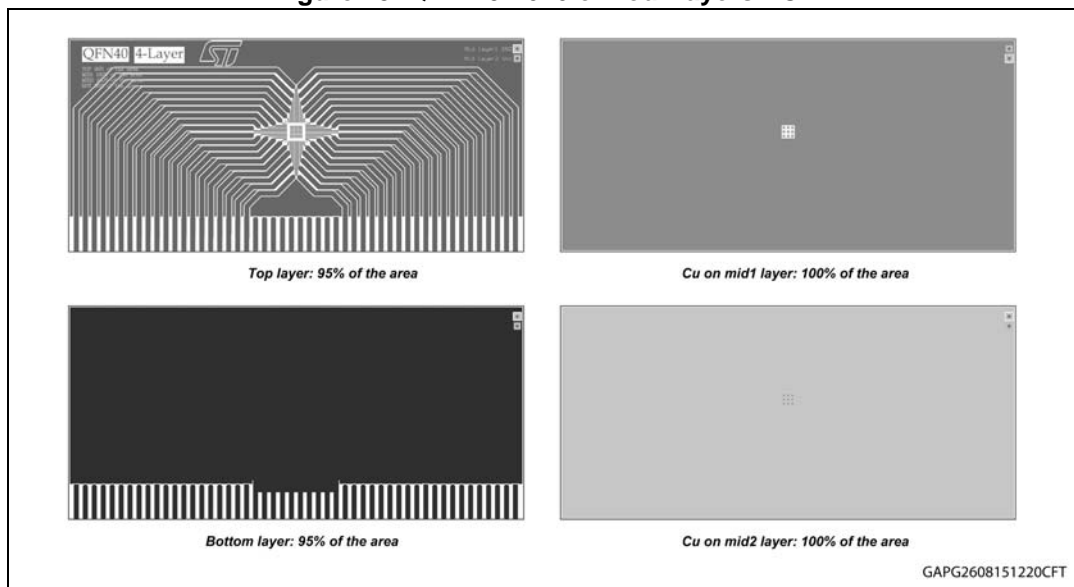 QFN40 4-Layer
Top layer: 95% of the area
Cu on mid1 layer: 100% of the area
Bottom layer: 95% of the area
Cu on mid2 layer: 100% of the area
GAPG2608151220CFT